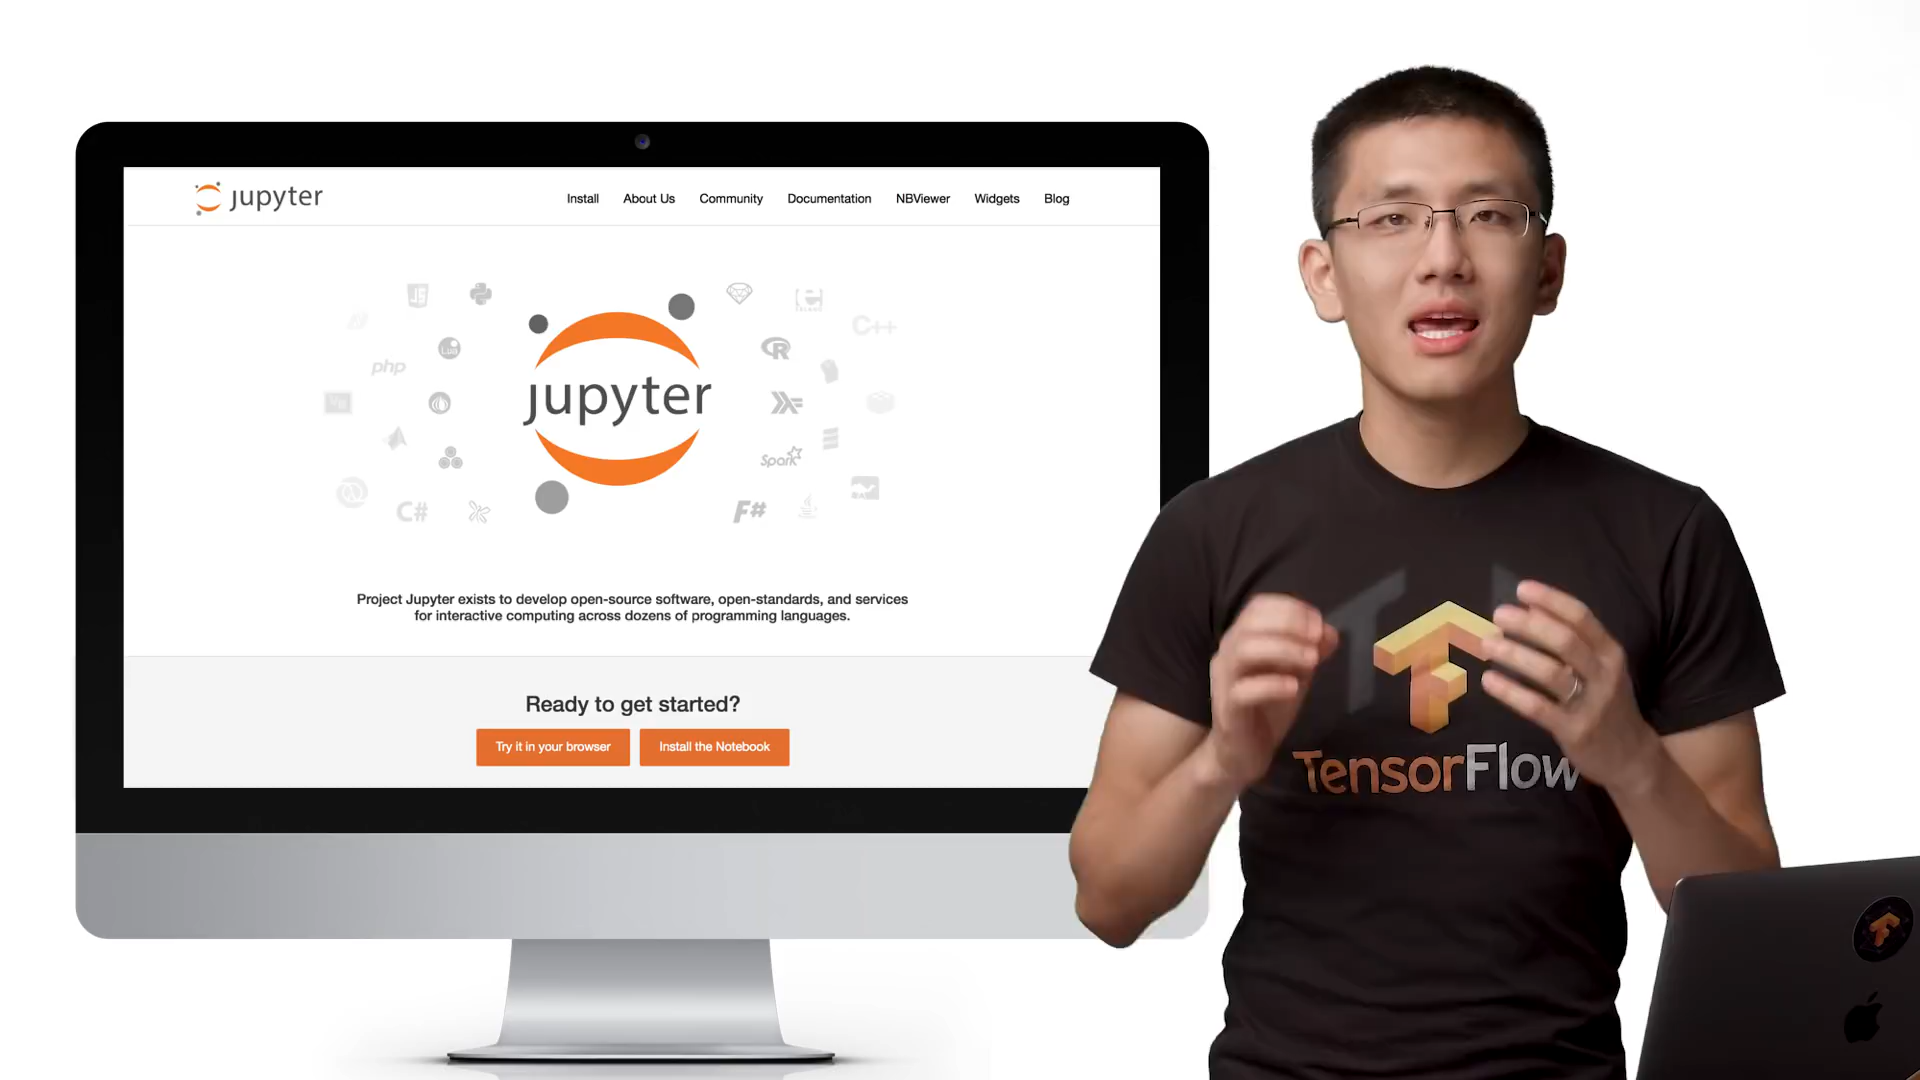 jupyter
Install About Us Community Documentation NBViewer Widgets Blog
JS
C++
php
R
jupyter
Spark
C#
F#
Project Jupyter exists to develop open-source software, open-standards, and services
for interactive computing across dozens of programming languages.
Ready to get started?
Try it in your browser Install the Notebook
TensorFlow